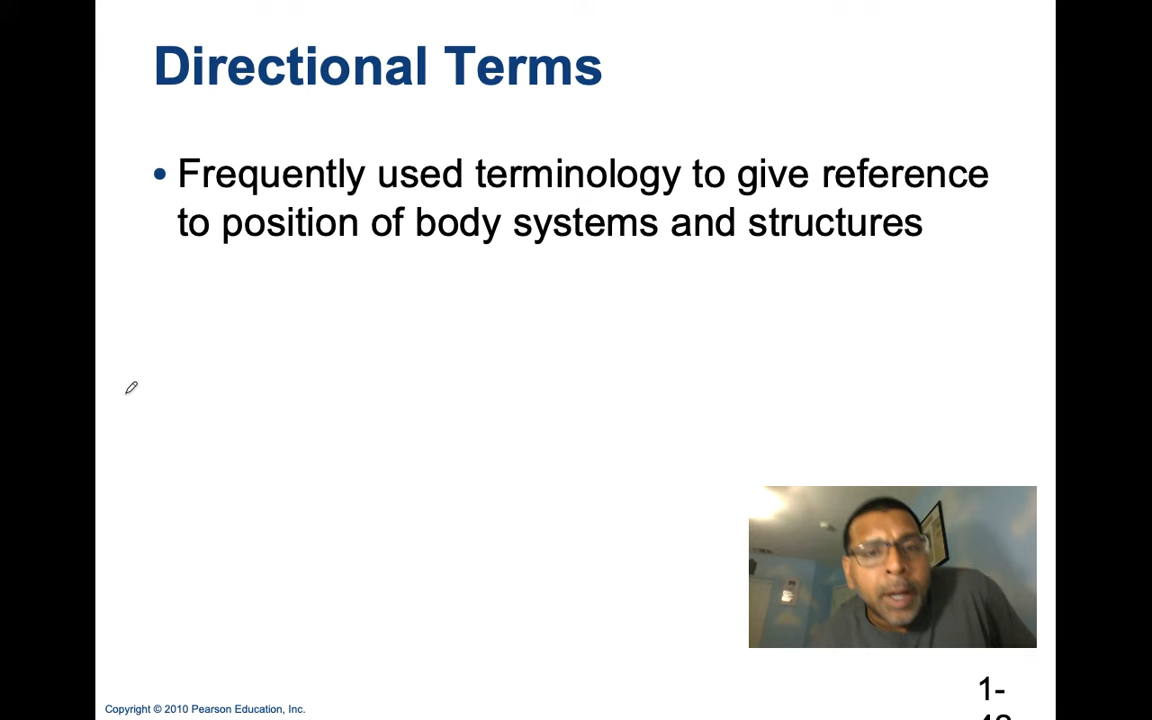 Directional Terms
• Frequently used terminology to give reference
to position of body systems and structures
1-
Copyright © 2010 Pearson Education, Inc.